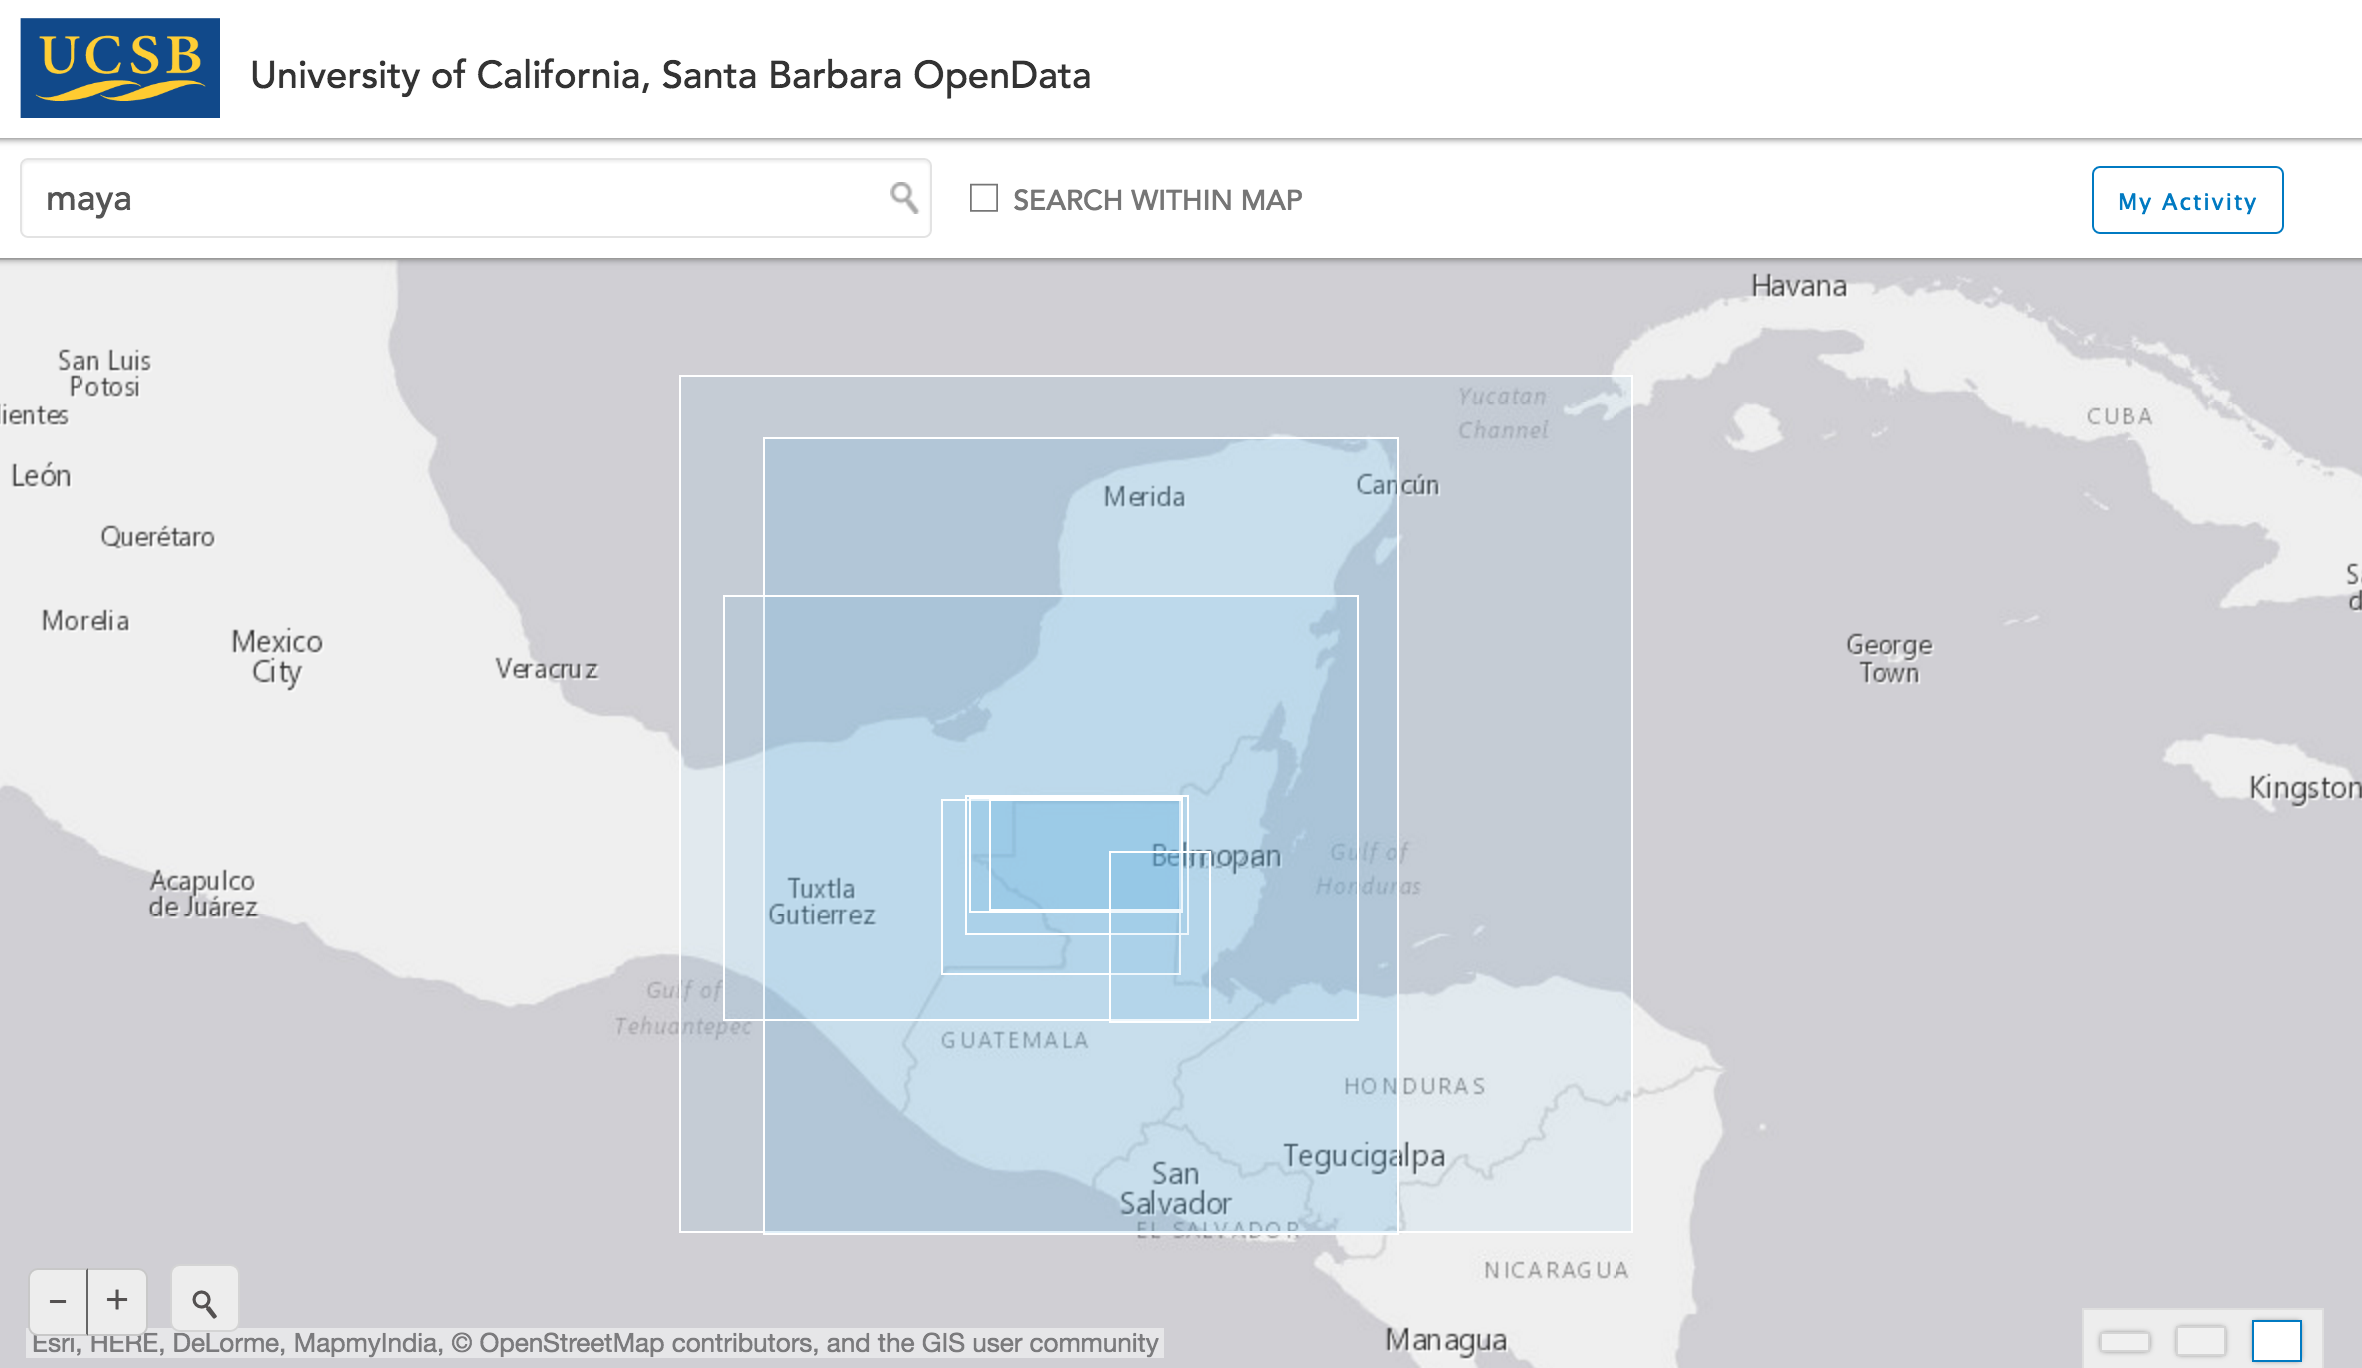 UCSB
University of California, Santa Barbara OpenData
maya
SEARCH WITHIN MAP
My Activity
Havana
San Luis
Potosi
lientes
Yucatan
Channel
CUBA
León
Merida
Cancún
Querétaro
Morelia
Mexico
City
Veracruz
George
Town
Kingston
Acapulco
de Juárez
Tuxtla
Gutierrez
Belmopan
Gulf of
Honduras
Gulf of
Tehuantepec
GUATEMALA
HONDURAS
Tegucigalpa
San
Salvador
EL SALVADOR
NICARAGUA
Managua
− +
Esri, HERE, DeLorme, MapmyIndia, © OpenStreetMap contributors, and the GIS user community